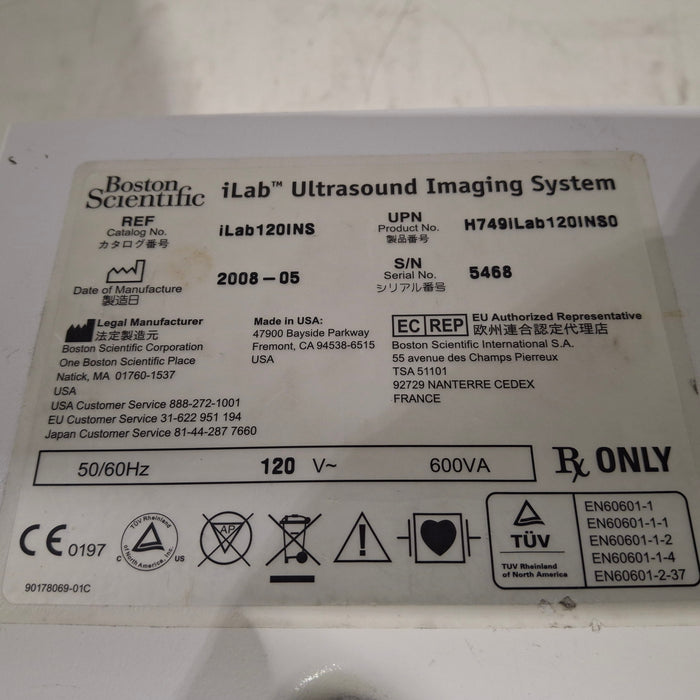 Boston Scientific iLab™ Ultrasound Imaging System
REF
Catalog No.
カタログ番号
iLab120INS
UPN
Product No.
製品番号
H749iLab120INS0
Date of Manufacture
製造日
2008-05
S/N
Serial No.
シリアル番号
5468
Legal Manufacturer
法定製造元
Boston Scientific Corporation
One Boston Scientific Place
Natick, MA 01760-1537
USA
USA Customer Service 888-272-1001
EU Customer Service 31-622 951 194
Japan Customer Service 81-44-287 7660
Made in USA:
47900 Bayside Parkway
Fremont, CA 94538-6515
USA
EC REP EU Authorized Representative
欧州連合認定代理店
Boston Scientific International S.A.
55 avenue des Champs Pierreux
TSA 51101
92729 NANTERRE CEDEX
FRANCE
50/60Hz 120 V~ 600VA
Rx ONLY
CE 0197
TÜV Rheinland
of North America, Inc.
C US
AP
TÜV
TÜV Rheinland
of North America
EN60601-1
EN60601-1-1
EN60601-1-2
EN60601-1-4
EN60601-2-37
90178069-01C